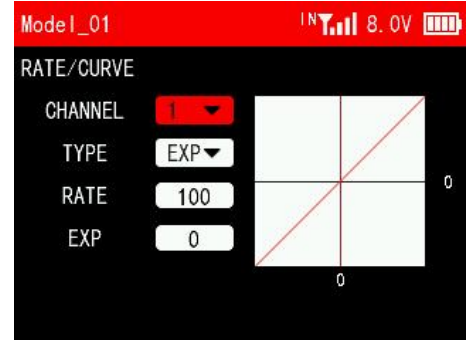 Model_01 IN 8.0V
RATE/CURVE
CHANNEL 1
TYPE EXP
RATE 100
EXP 0
0
0